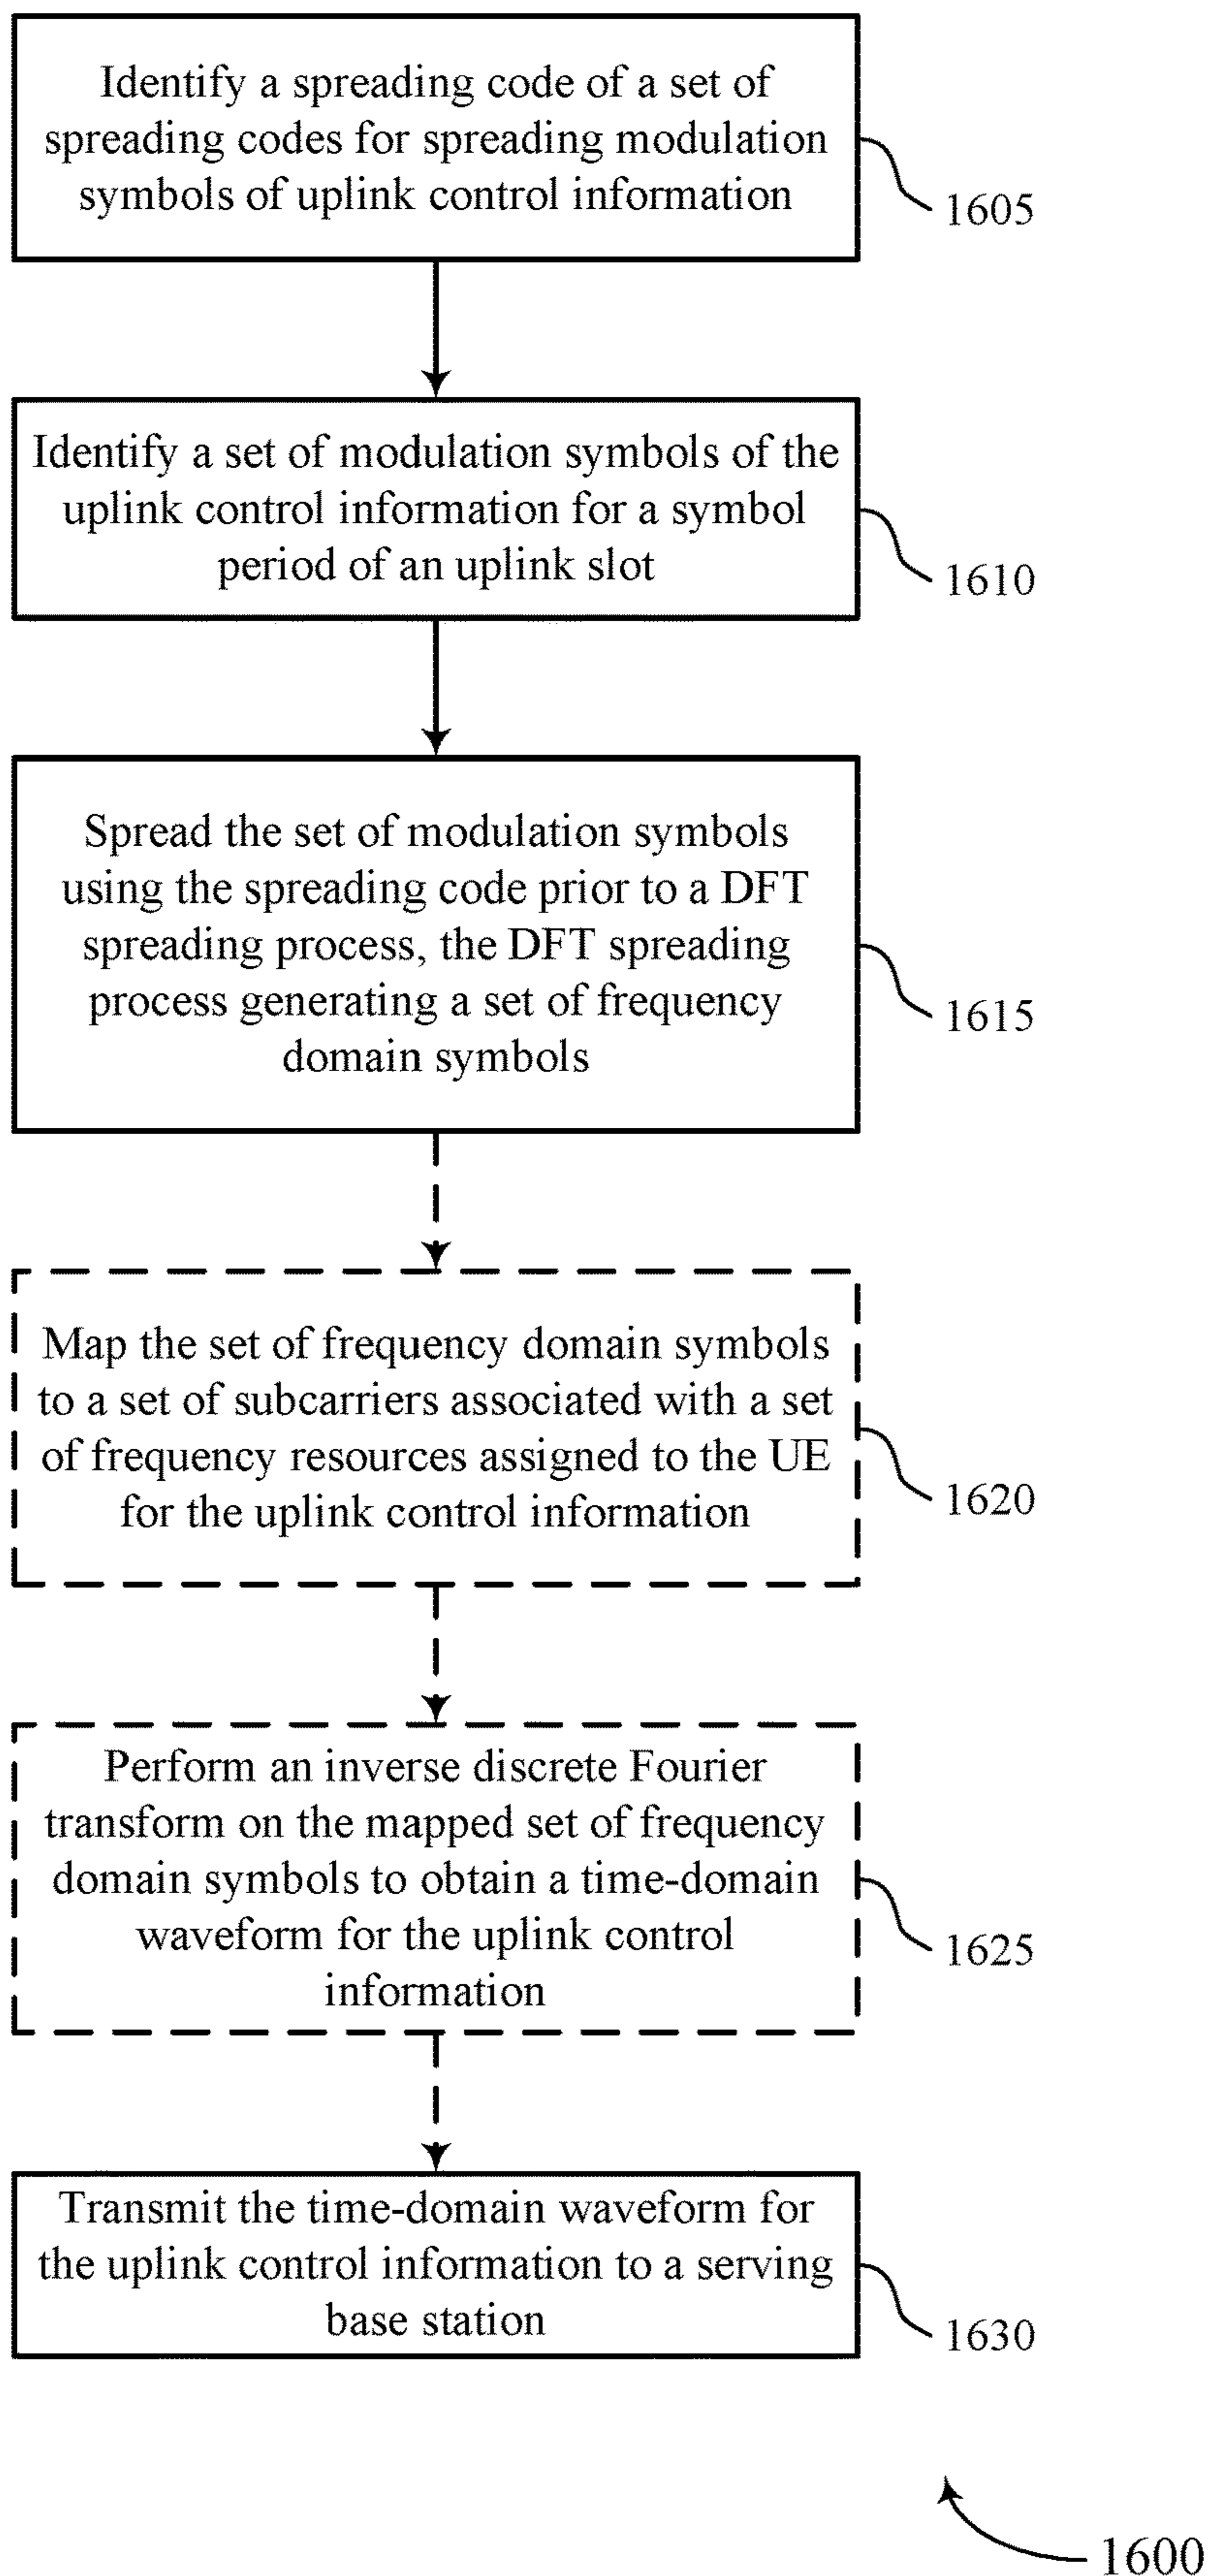 Identify a spreading code of a set of
spreading codes for spreading modulation
symbols of uplink control information
1605
Identify a set of modulation symbols of the
uplink control information for a symbol
period of an uplink slot
1610
Spread the set of modulation symbols
using the spreading code prior to a DFT
spreading process, the DFT spreading
process generating a set of frequency
domain symbols
1615
Map the set of frequency domain symbols
to a set of subcarriers associated with a set
of frequency resources assigned to the UE
for the uplink control information
1620
Perform an inverse discrete Fourier
transform on the mapped set of frequency
domain symbols to obtain a time-domain
waveform for the uplink control
information
1625
Transmit the time-domain waveform for
the uplink control information to a serving
base station
1630
1600